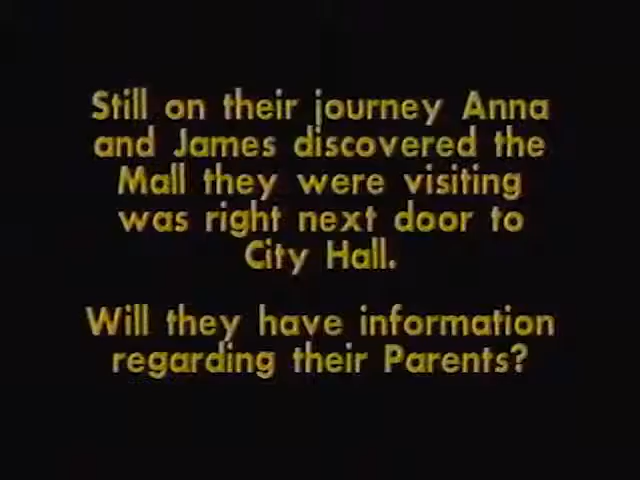 Still on their journey Anna
and James discovered the
Mall they were visiting
was right next door to
City Hall.
Will they have information
regarding their Parents?